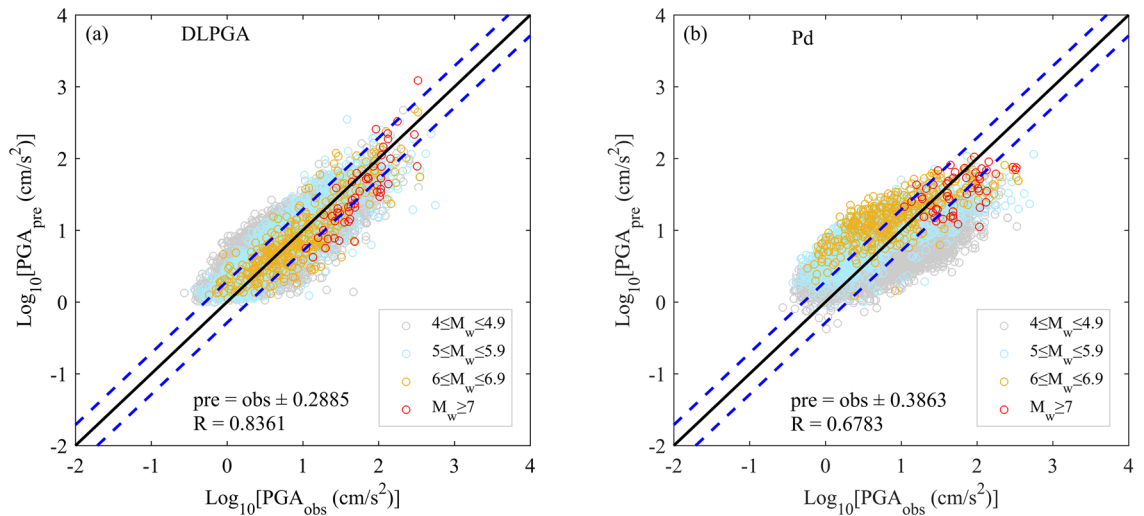 (a) DLPGA
4
3
2
1
0
-1
-2
Log10[PGApre (cm/s2)]
4≤Mw≤4.9
5≤Mw≤5.9
6≤Mw≤6.9
Mw≥7
pre = obs ± 0.2885
R = 0.8361
-2 -1 0 1 2 3 4
Log10[PGAobs (cm/s2)]
(b) Pd
4
3
2
1
0
-1
-2
Log10[PGApre (cm/s2)]
4≤Mw≤4.9
5≤Mw≤5.9
6≤Mw≤6.9
Mw≥7
pre = obs ± 0.3863
R = 0.6783
-2 -1 0 1 2 3 4
Log10[PGAobs (cm/s2)]